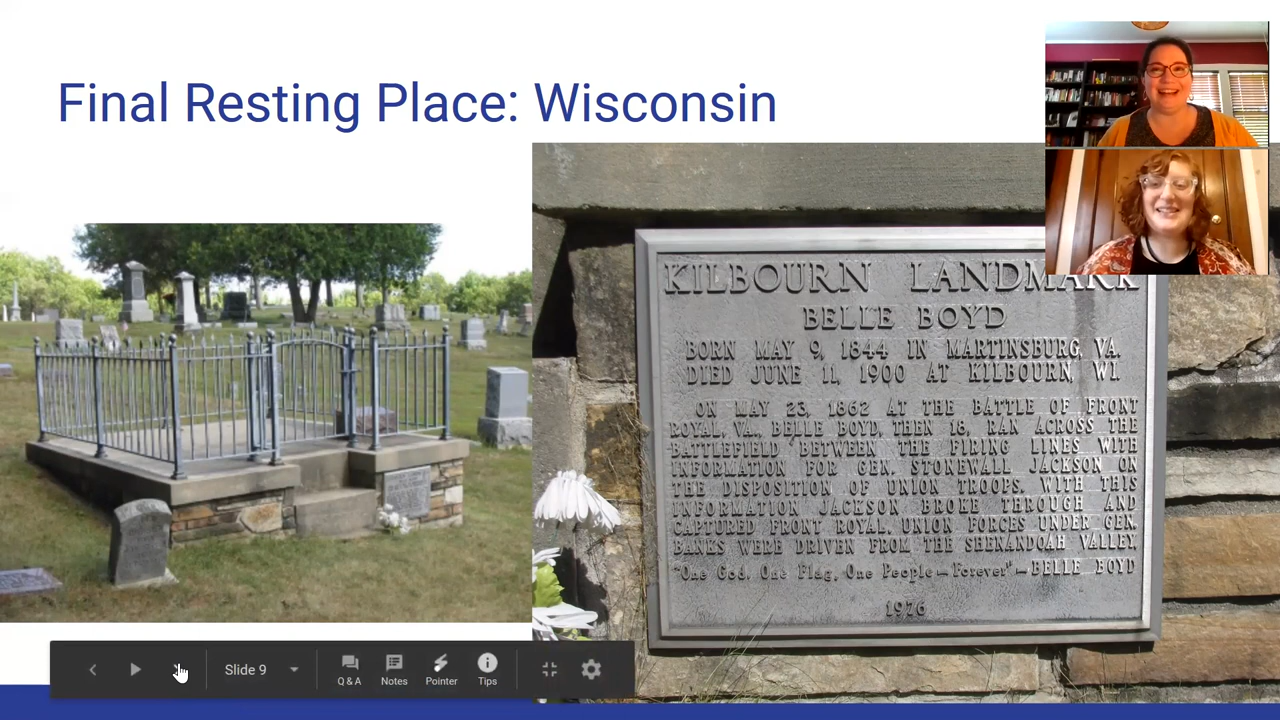 Final Resting Place: Wisconsin
KILBOURN LANDMARK
BELLE BOYD
BORN MAY 9, 1844 IN MARTINSBURG, VA.
DIED JUNE 11, 1900 AT KILBOURN, WI.
ON MAY 23, 1862 AT THE BATTLE OF FRONT
ROYAL, VA., BELLE BOYD, THEN 18, RAN ACROSS THE
BATTLEFIELD BETWEEN THE FIRING LINES WITH
INFORMATION FOR GEN. STONEWALL JACKSON ON
THE DISPOSITION OF UNION TROOPS. WITH THIS
INFORMATION JACKSON BROKE THROUGH AND
CAPTURED FRONT ROYAL. UNION FORCES UNDER GEN.
BANKS WERE DRIVEN FROM THE SHENANDOAH VALLEY.
"One God, One Flag, One People—Forever"—BELLE BOYD
1976
Slide 9
Q & A
Notes
Pointer
Tips